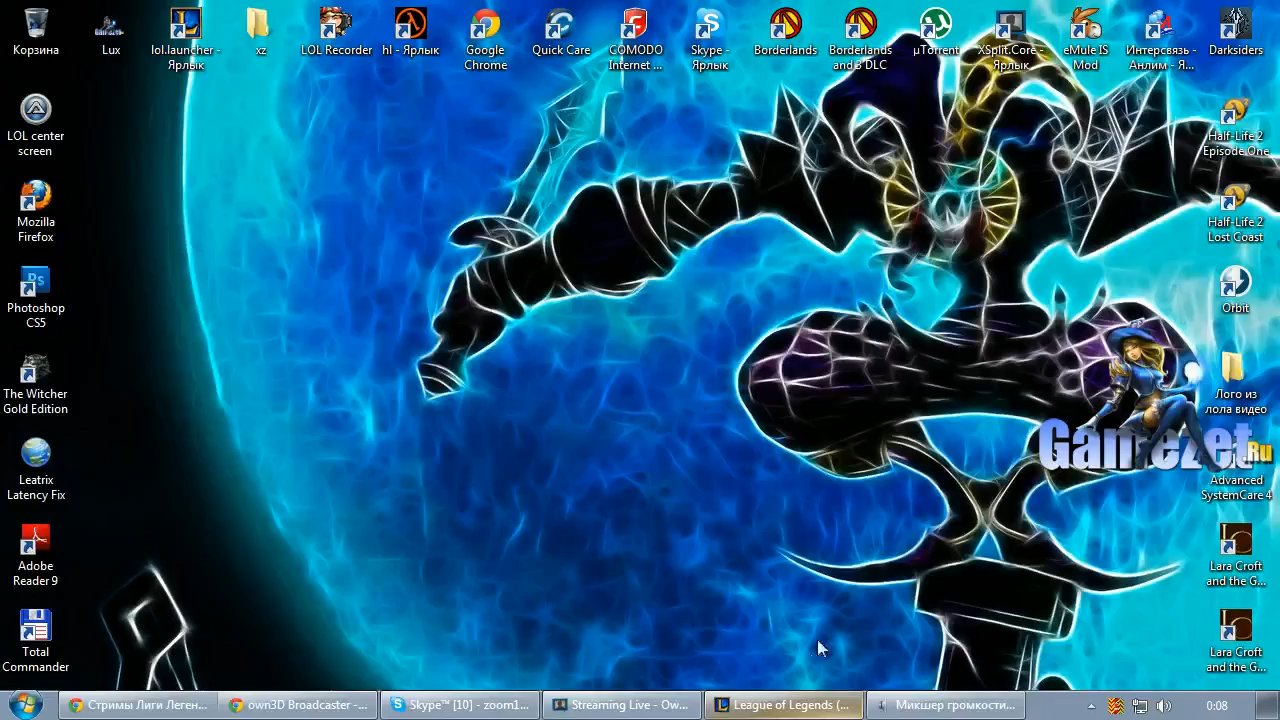 Корзина
Lux
lol.launcher -
Ярлык
xz
LOL Recorder
hl - Ярлык
Google
Chrome
Quick Care
COMODO
Internet ...
Skype -
Ярлык
Borderlands
Borderlands
and 3 DLC
µTorrent
XSplit.Core -
Ярлык
eMule IS
Mod
Интерсвязь -
Анлим - Я...
Darksiders
LOL center
screen
Half-Life 2
Episode One
Mozilla
Firefox
Half-Life 2
Lost Coast
Photoshop
CS5
Orbit
The Witcher
Gold Edition
Лого из
лола видео
GameZet.Ru
Leatrix
Latency Fix
Advanced
SystemCare 4
Adobe
Reader 9
Lara Croft
and the G...
Total
Commander
Lara Croft
and the G...
Стримы Лиги Леген...
own3D Broadcaster -...
Skype™ [10] - zoom1...
Streaming Live - Ow...
League of Legends (...
Микшер громкости...
0:08